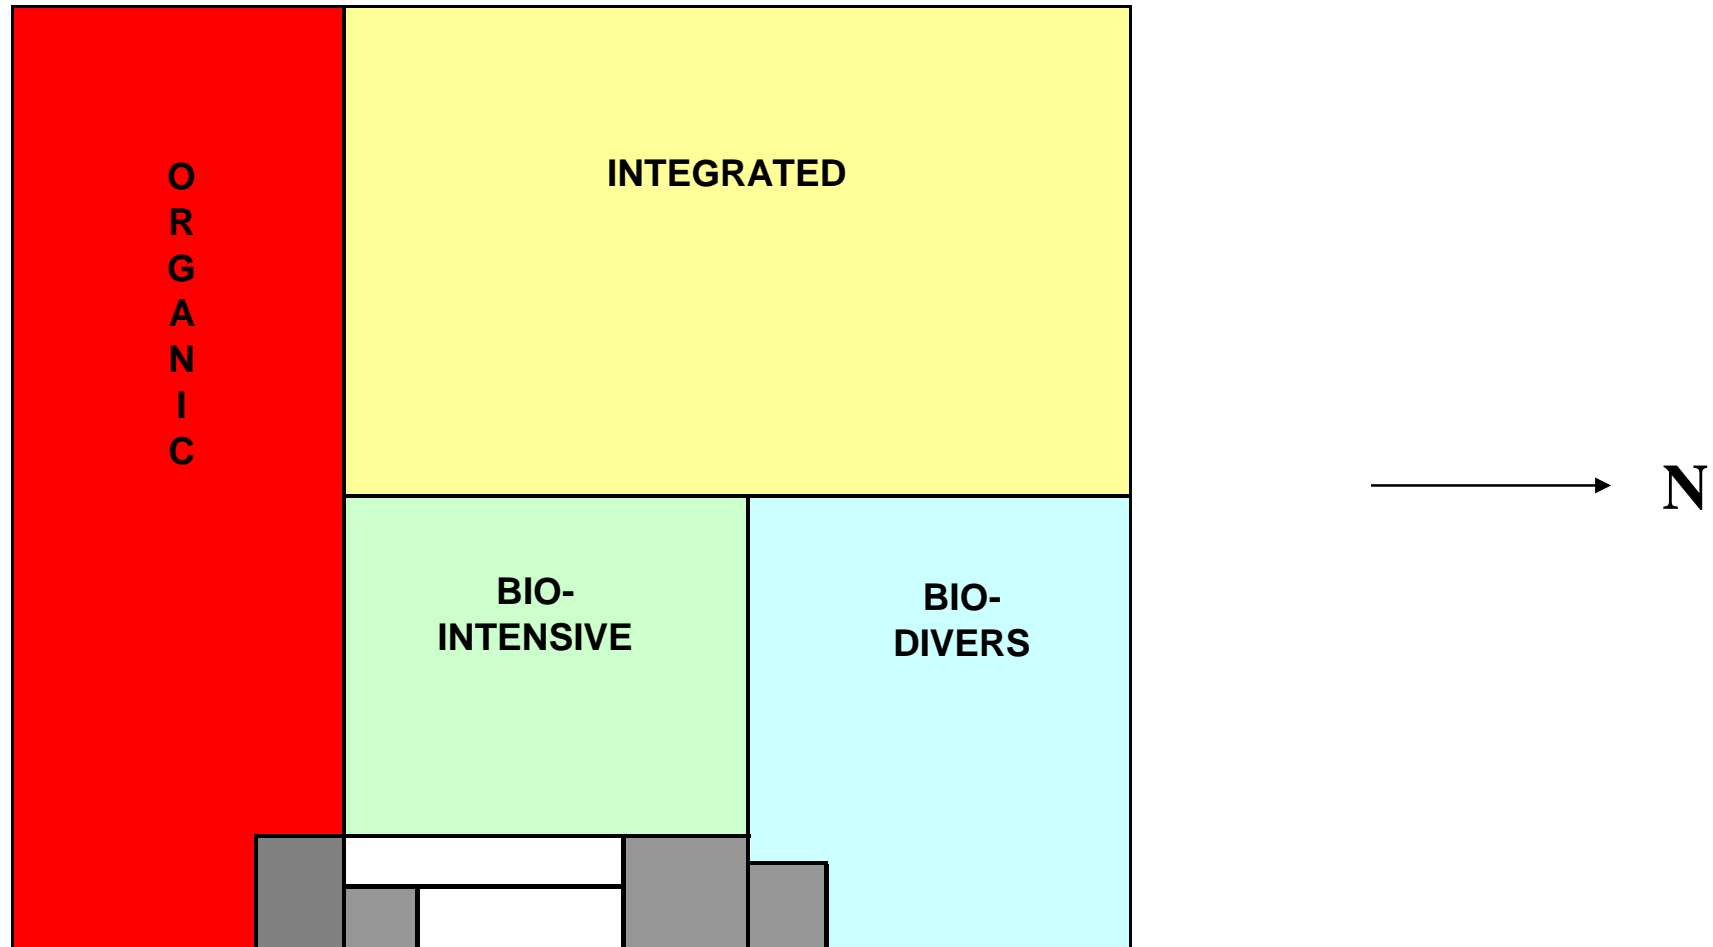 ORGANIC
INTEGRATED
BIO-
INTENSIVE
BIO-
DIVERS
N